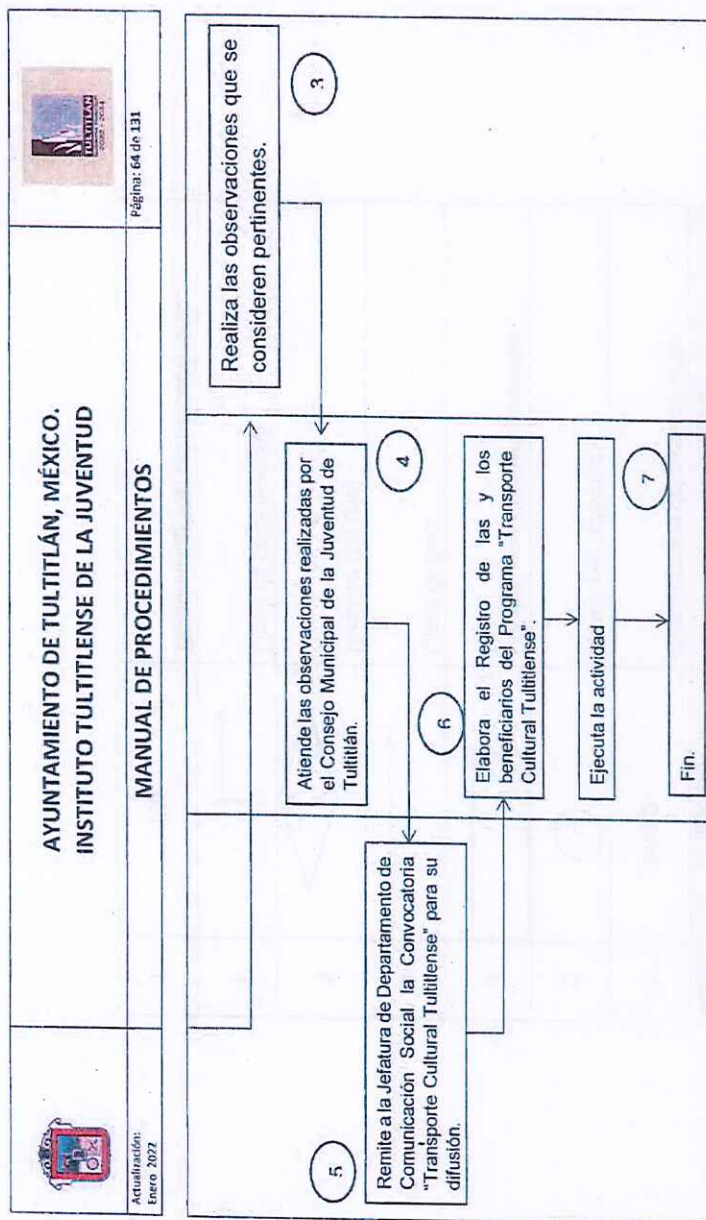 AYUNTAMIENTO DE TULTITLÁN, MÉXICO.
INSTITUTO TULTITLENSE DE LA JUVENTUD
TULTITLÁN
2022 - 2024
Actualización:
Enero 2022
MANUAL DE PROCEDIMIENTOS
Página: 64 de 131
Realiza las observaciones que se
consideren pertinentes.
3
Atiende las observaciones realizadas por
el Consejo Municipal de la Juventud de
Tultitlán.
4
5
Remite a la Jefatura de Departamento de
Comunicación Social la Convocatoria
“Transporte Cultural Tultitlense” para su
difusión.
6
Elabora el Registro de las y los
beneficiarios del Programa “Transporte
Cultural Tultitlense”.
Ejecuta la actividad
7
Fin.